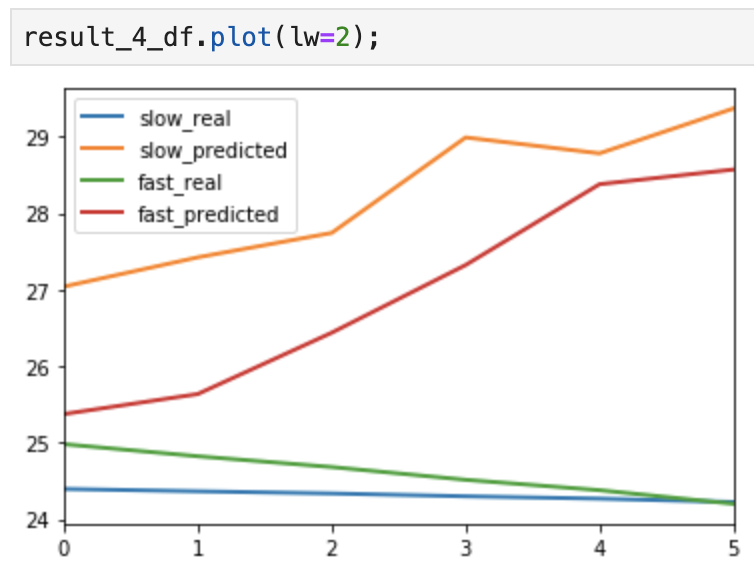 result_4_df.plot(lw=2);
slow_real
slow_predicted
fast_real
fast_predicted
29
28
27
26
25
24
0 1 2 3 4 5